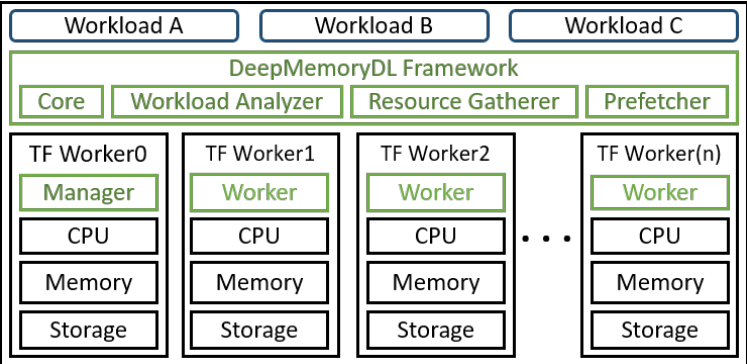 Workload A Workload B Workload C
DeepMemoryDL Framework
Core Workload Analyzer Resource Gatherer Prefetcher
TF Worker0 TF Worker1 TF Worker2 TF Worker(n)
Manager Worker Worker Worker
CPU CPU CPU . . . CPU
Memory Memory Memory Memory
Storage Storage Storage Storage